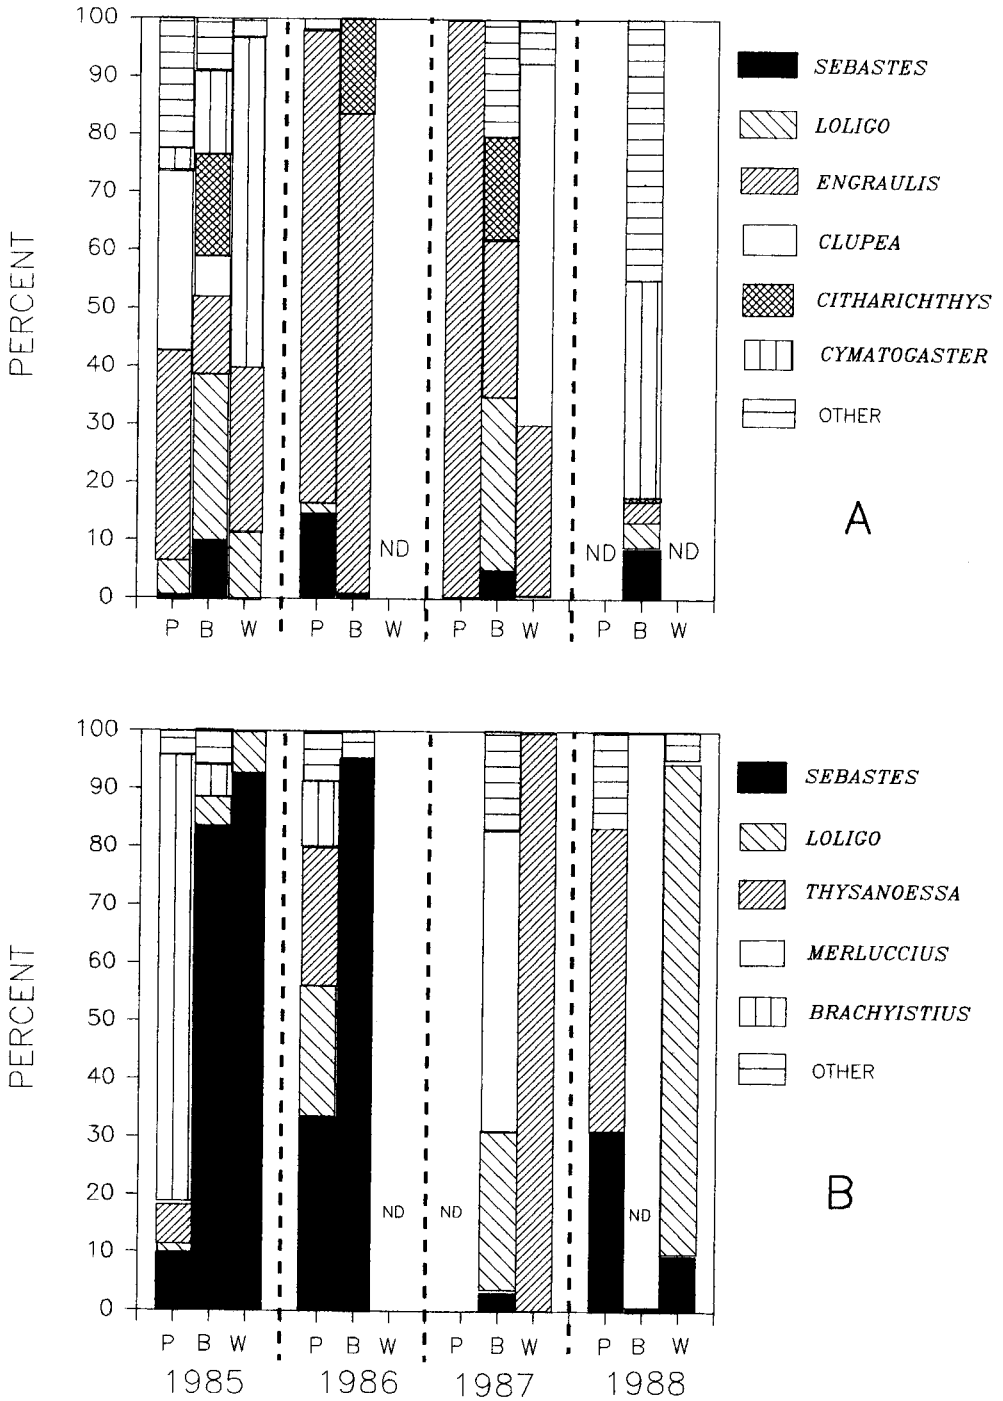 PERCENT
100
90
80
70
60
50
40
30
20
10
0
ND
ND
ND
P B W P B W P B W P B W
SEBASTES
LOLIGO
ENGRAULIS
CLUPEA
CITHARICHTHYS
CYMATOGASTER
OTHER
A
PERCENT
100
90
80
70
60
50
40
30
20
10
0
ND
ND
ND
P B W P B W P B W P B W
1985 1986 1987 1988
SEBASTES
LOLIGO
THYSANOESSA
MERLUCCIUS
BRACHYISTIUS
OTHER
B